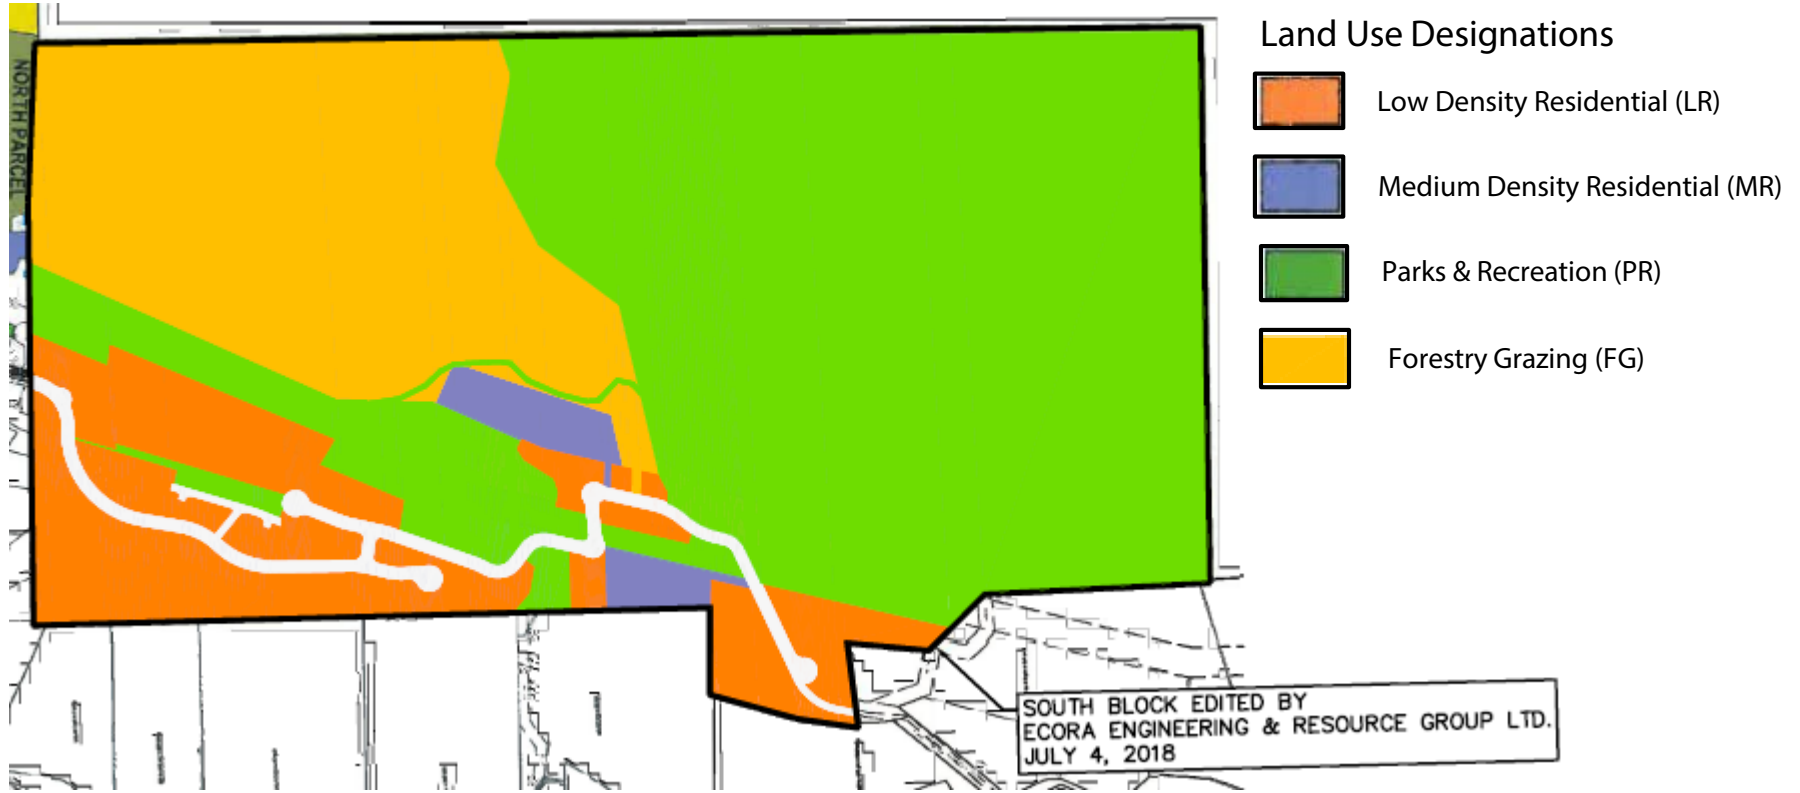 Land Use Designations
Low Density Residential (LR)
Medium Density Residential (MR)
Parks & Recreation (PR)
Forestry Grazing (FG)
NORTH PARCEL
SOUTH BLOCK EDITED BY
ECORA ENGINEERING & RESOURCE GROUP LTD.
JULY 4, 2018